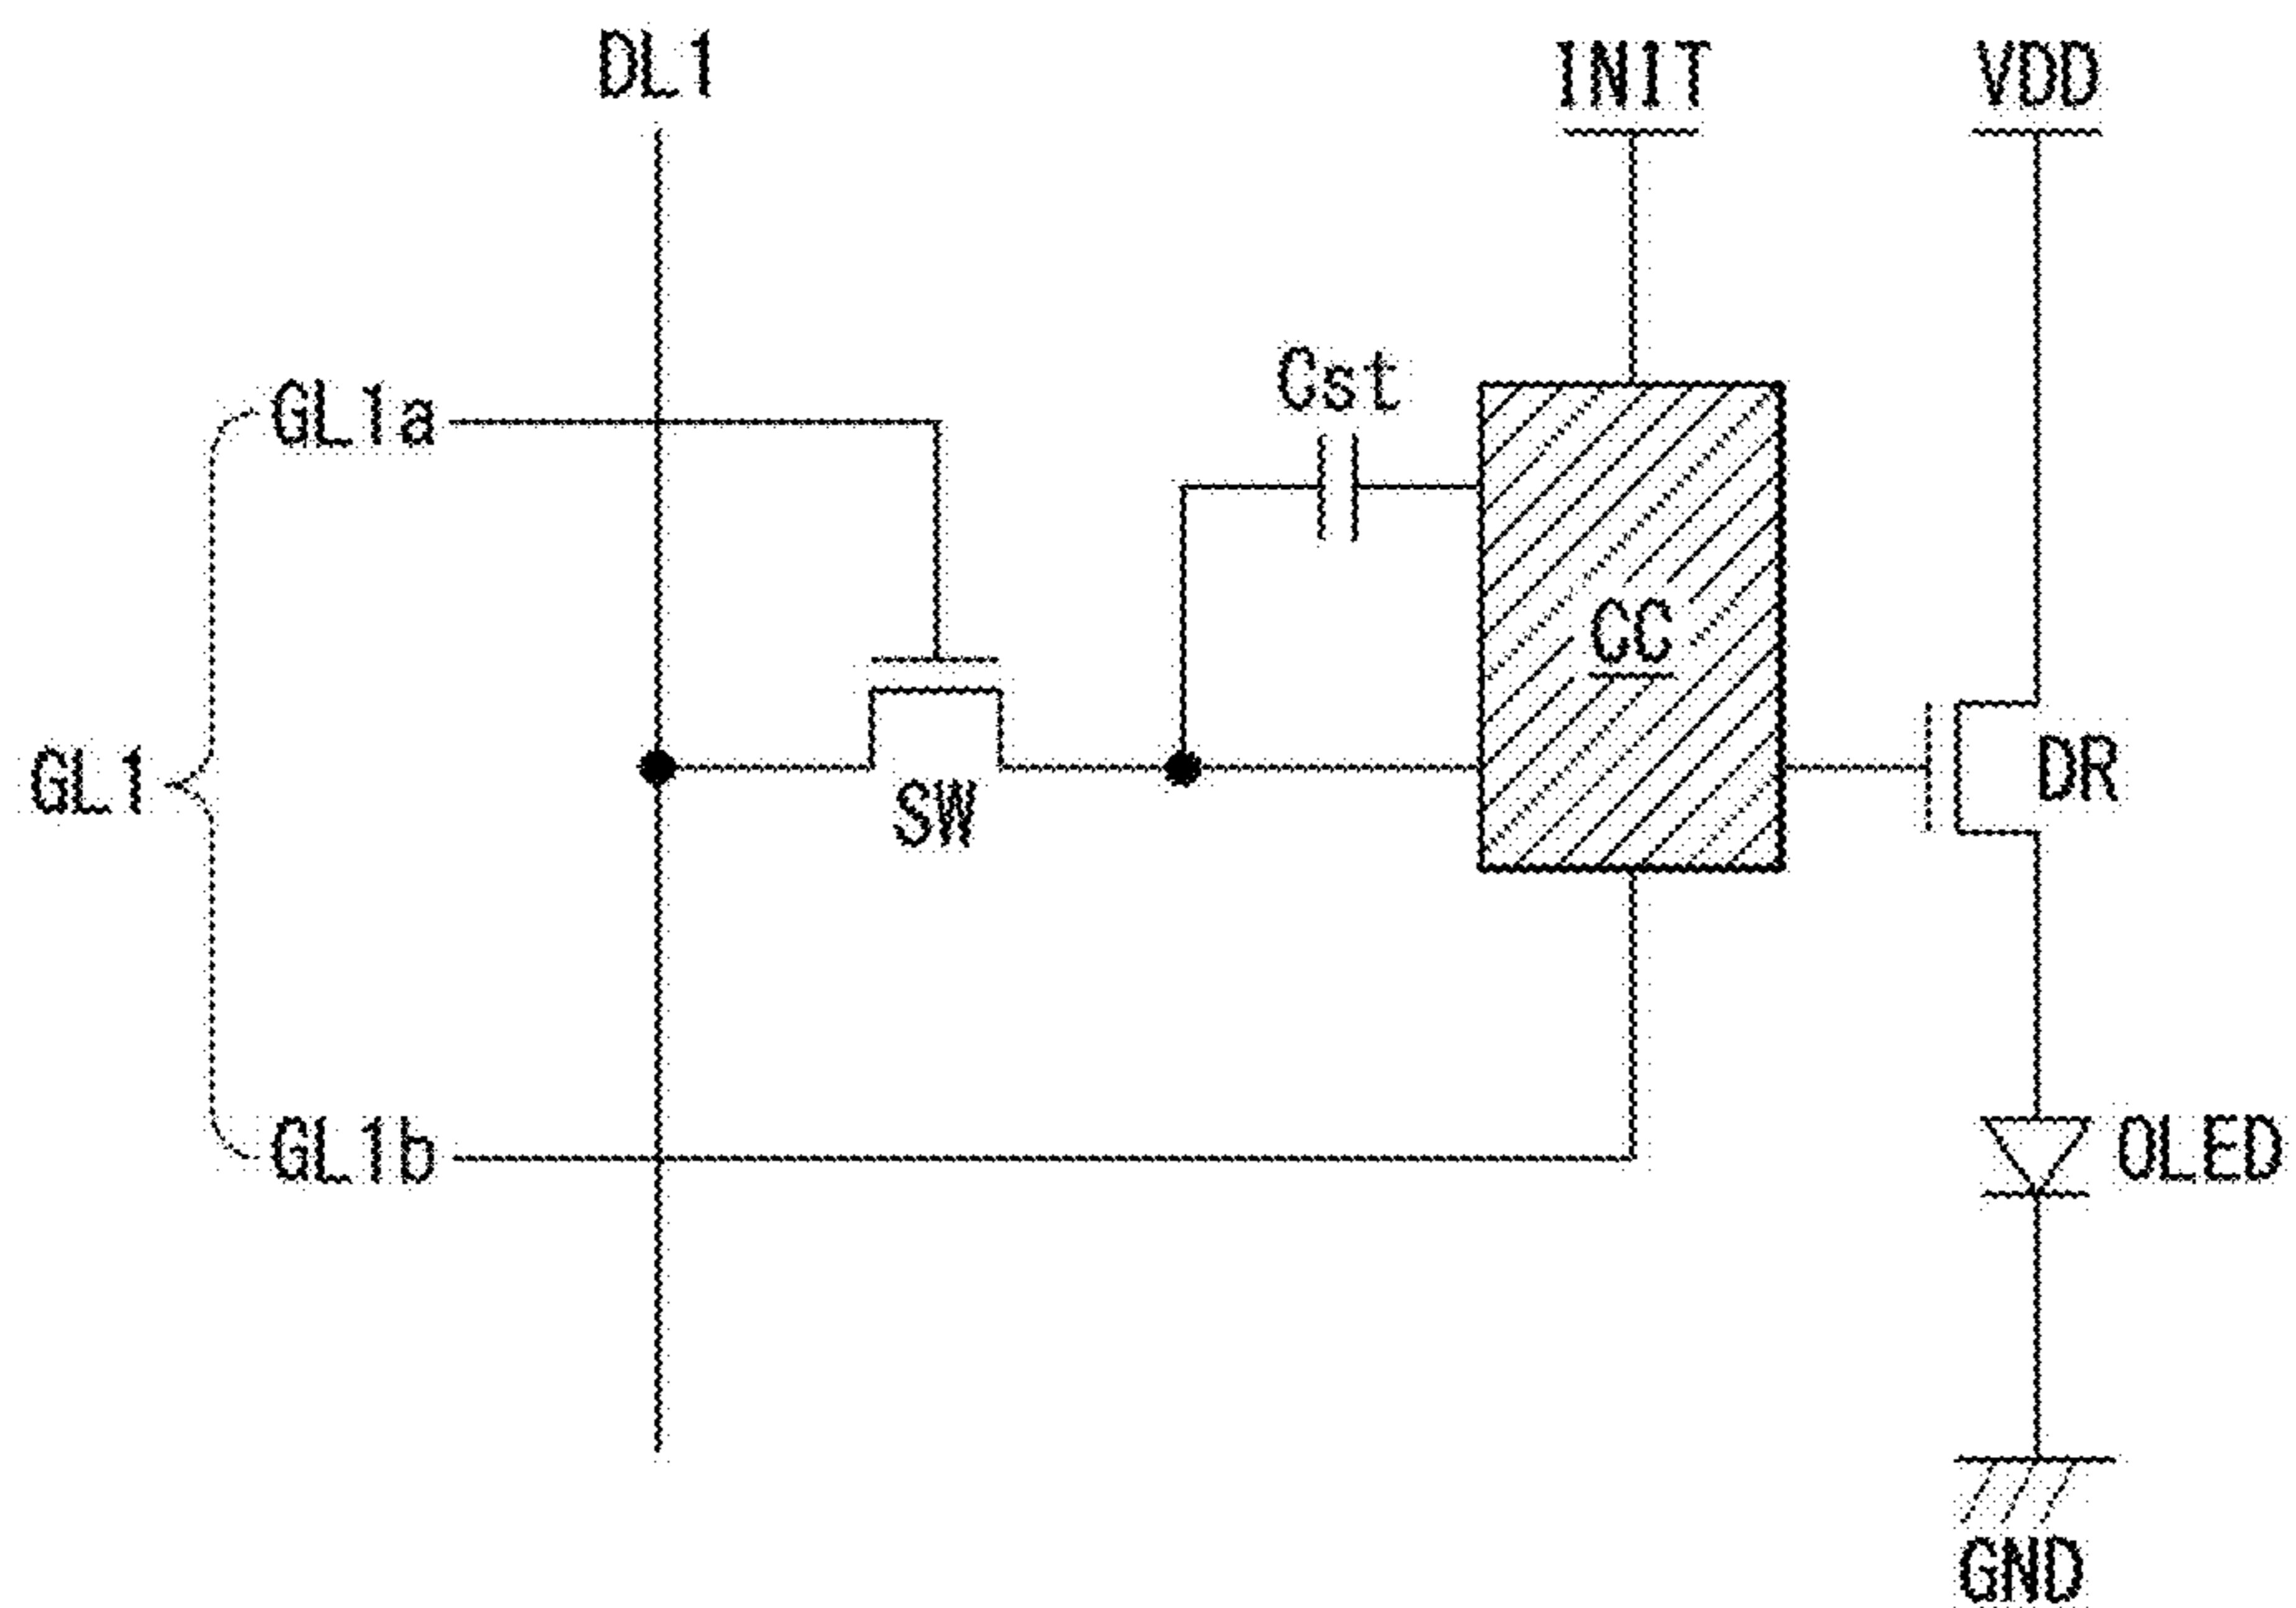 DL1
INIT
VDD
Cst
GL1a
CC
GL1
SW
DR
GL1b
OLED
GND